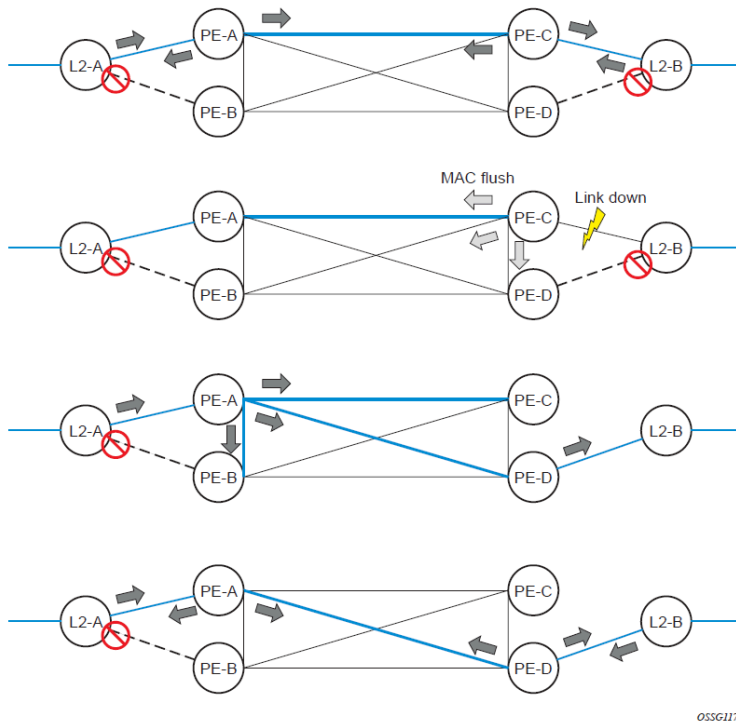 PE-A
PE-C
L2-A
L2-B
PE-B
PE-D
MAC flush
Link down
PE-A
PE-C
L2-A
L2-B
PE-B
PE-D
PE-A
PE-C
L2-A
L2-B
PE-B
PE-D
PE-A
PE-C
L2-A
L2-B
PE-B
PE-D
OSSG117